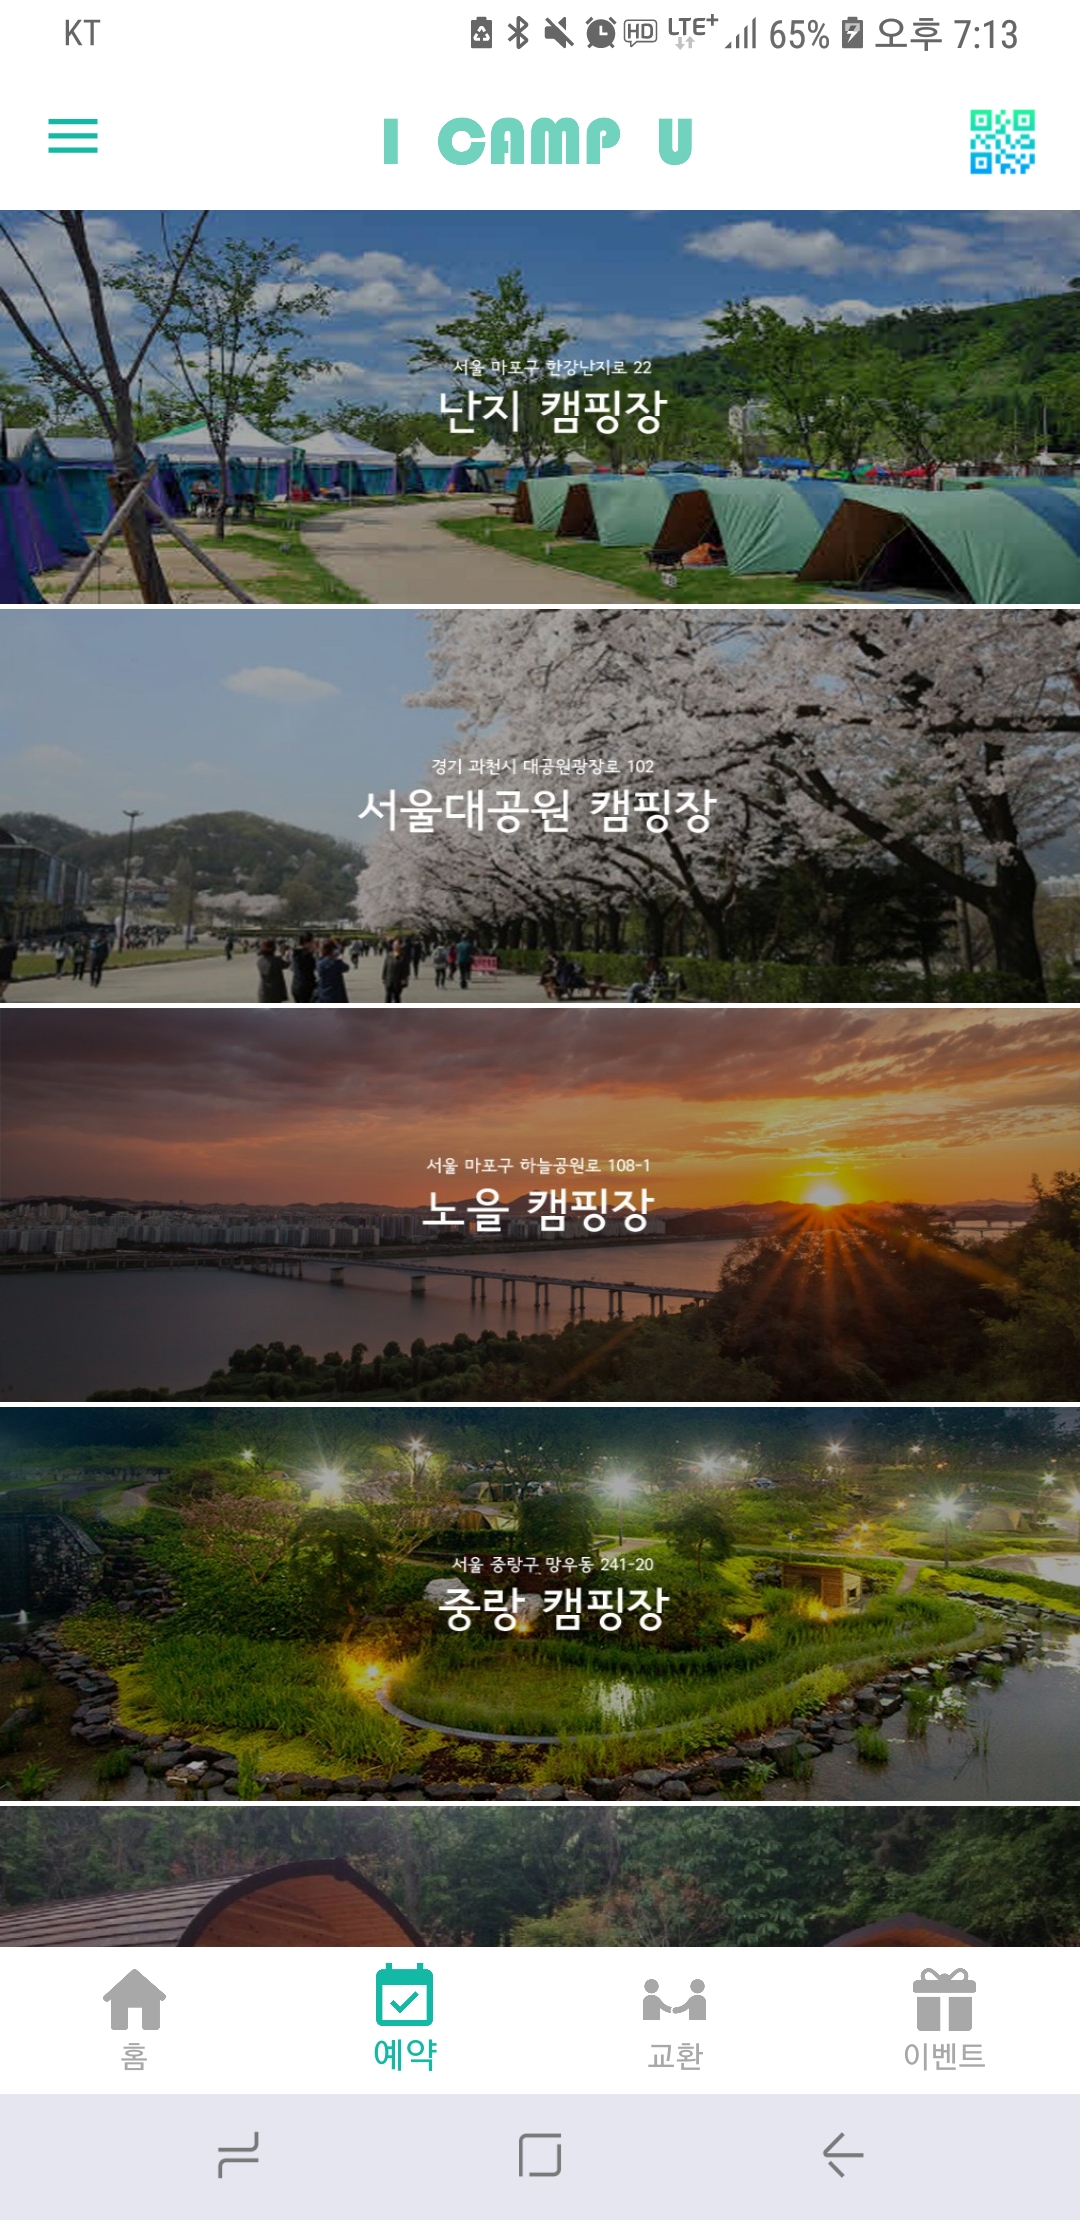 KT
HD LTE+ 65% 오후 7:13
I CAMP U
서울 마포구 한강난지로 22
난지 캠핑장
경기 과천시 대공원광장로 102
서울대공원 캠핑장
서울 마포구 하늘공원로 108-1
노을 캠핑장
서울 중랑구 망우동 241-20
중랑 캠핑장
홈 예약 교환 이벤트